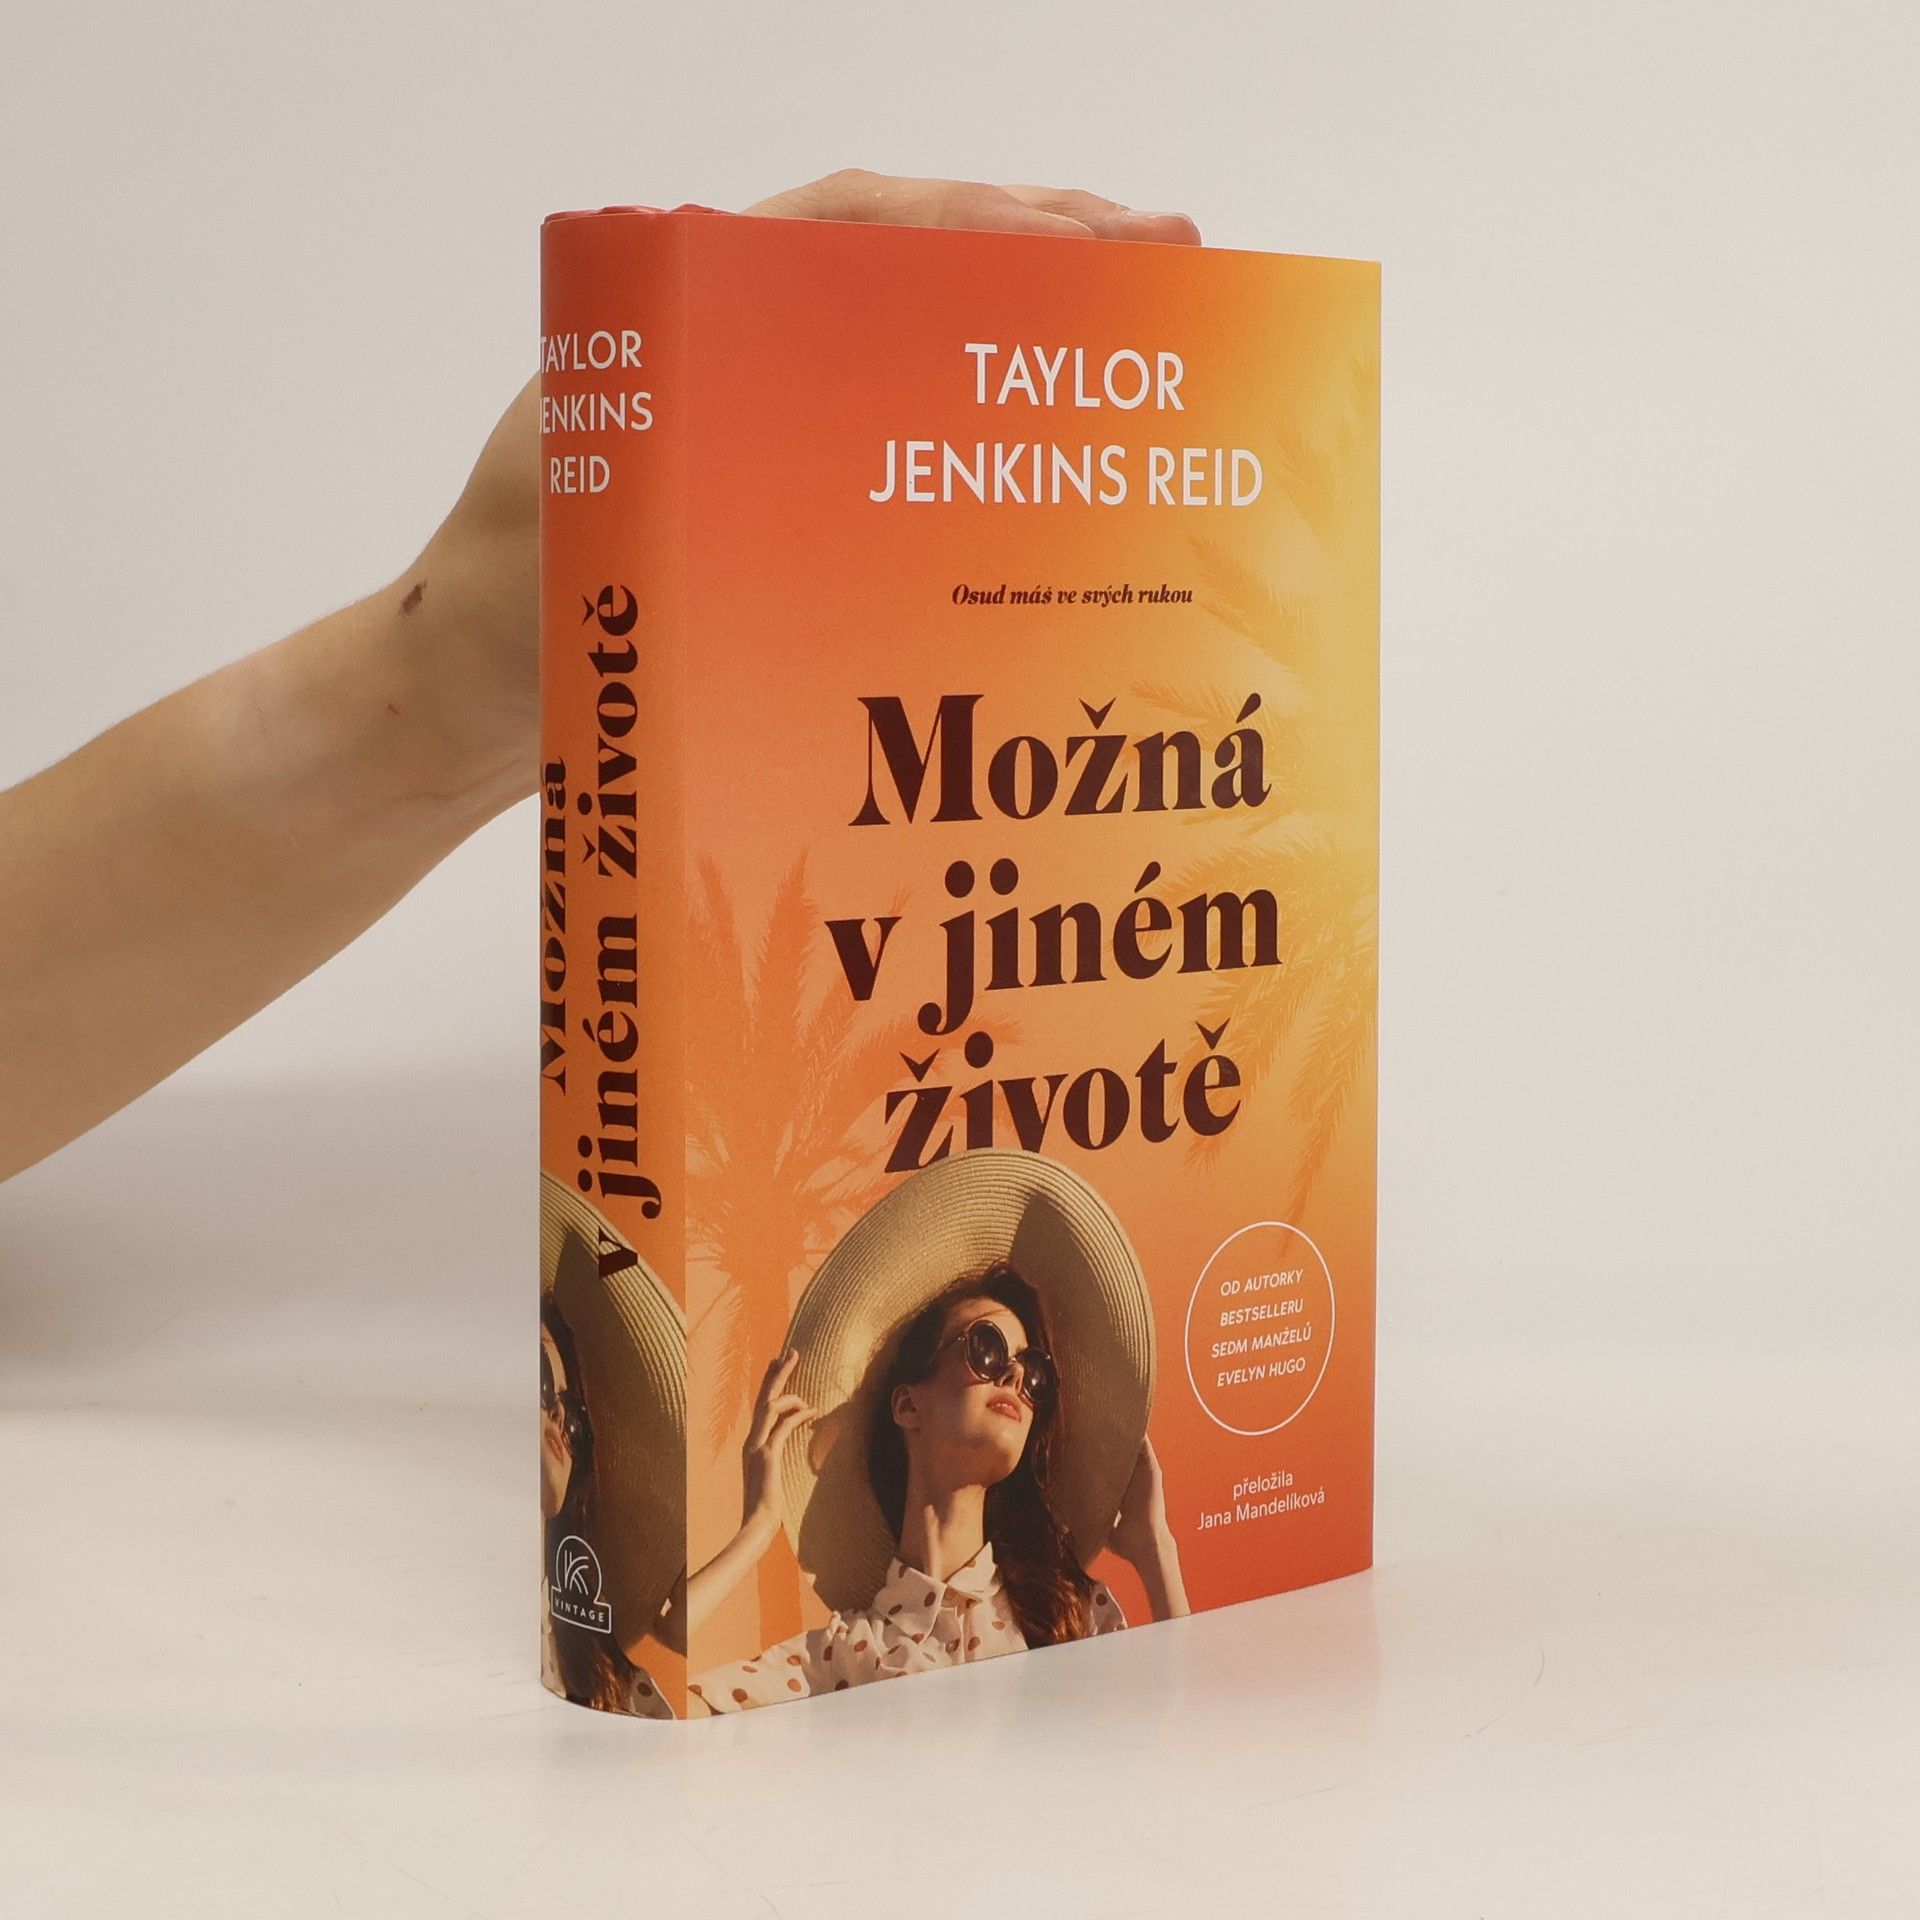 TAYLOR
JENKINS
REID
Možná
v jiném životě
VINTAGE
TAYLOR
JENKINS REID
Osud máš ve svých rukou
Možná
v jiném
životě
OD AUTORKY
BESTSELLERU
SEDM MANŽELŮ
EVELYN HUGO
přeložila
Jana Mandelíková